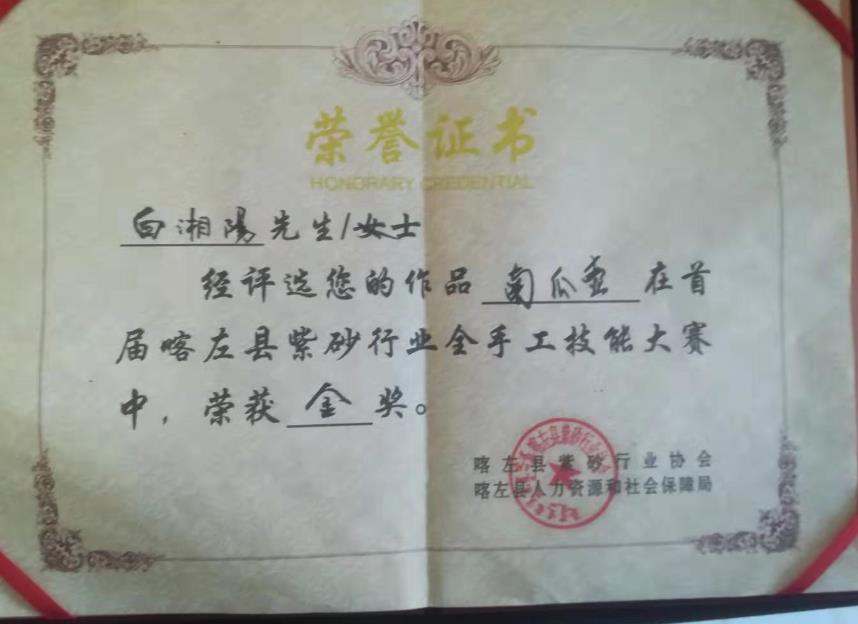 荣誉证书
HONORARY CREDENTIAL
白湘陽先生/女士
经评选您的作品 南瓜壶 在首
届喀左县紫砂行业全手工技能大赛
中，荣获 金 奖。
喀左县紫砂行业协会
喀左县人力资源和社会保障局